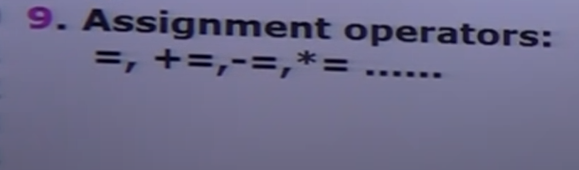 9. Assignment operators:
=, +=,-=,*= ......